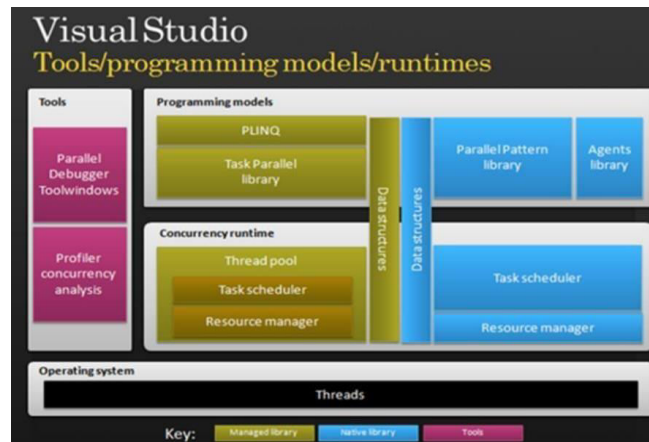 Visual Studio
Tools/programming models/runtimes
Tools
Parallel
Debugger
Toolwindows
Profiler
concurrency
analysis
Programming models
PLINQ
Task Parallel
library
Data structures
Data structures
Parallel Pattern
library
Agents
library
Concurrency runtime
Thread pool
Task scheduler
Resource manager
Task scheduler
Resource manager
Operating system
Threads
Key:
Managed library
Native library
Tools